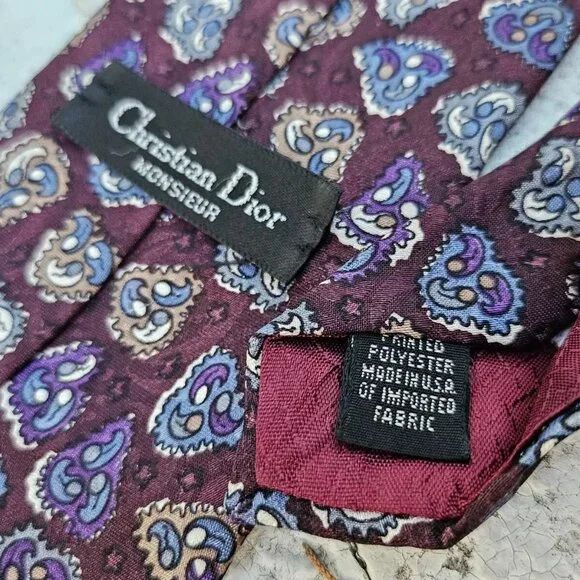 Christian Dior
MONSIEUR
PRINTED
POLYESTER
MADE IN U.S.A.
OF IMPORTED
FABRIC